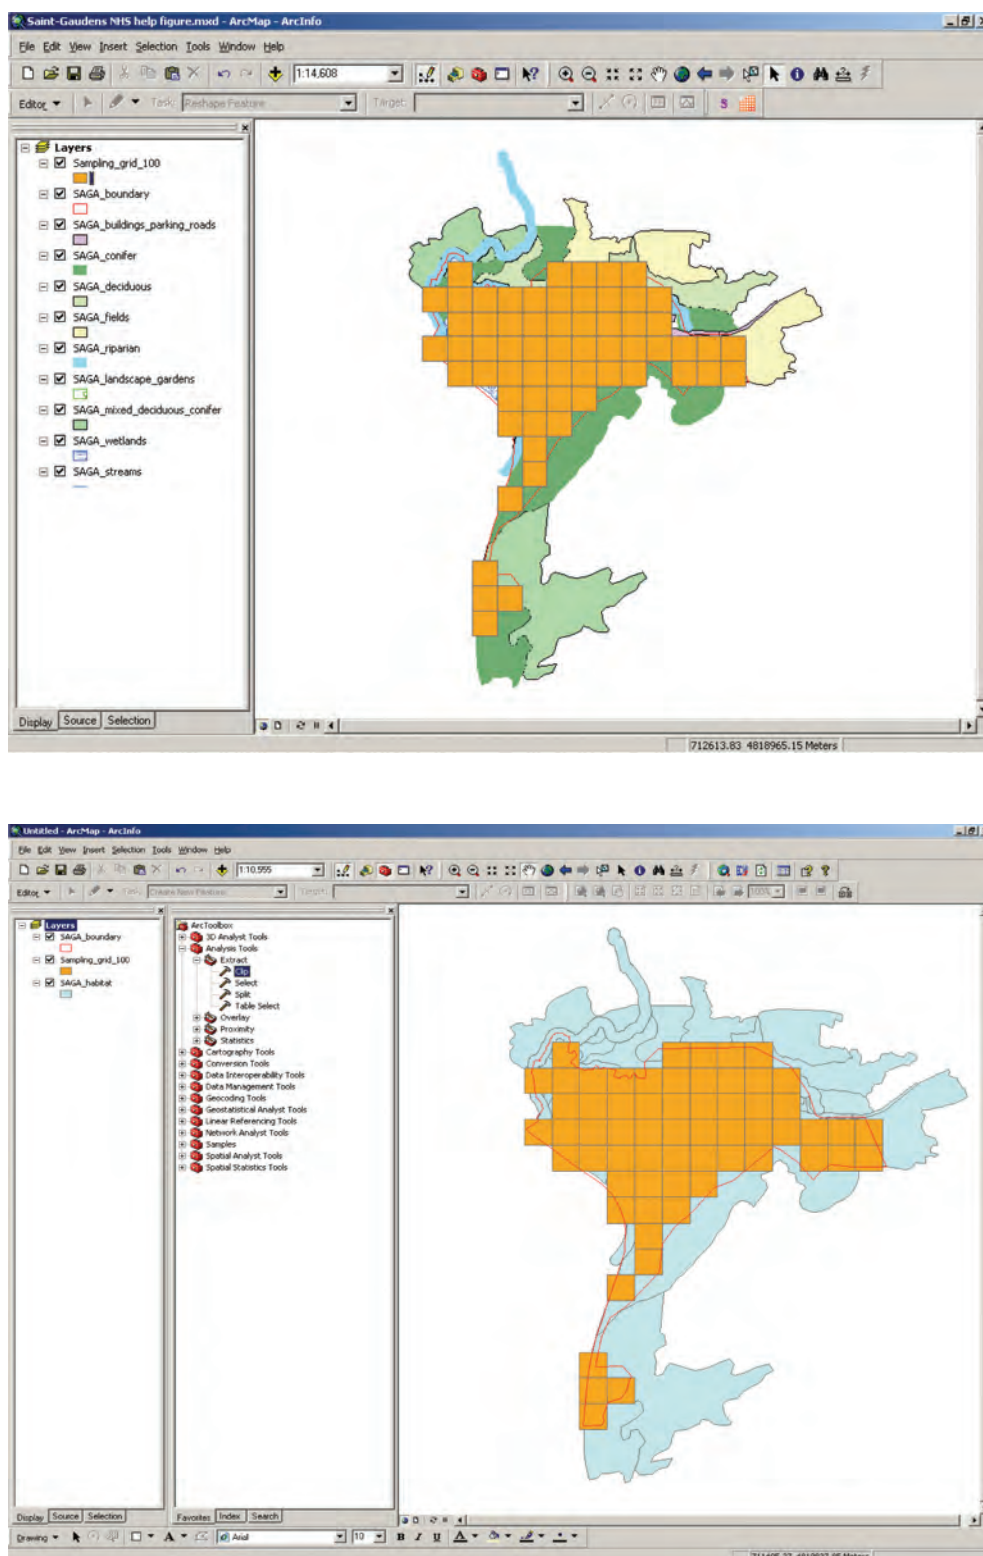 Saint-Gaudens NHS help figure.mxd - ArcMap - ArcInfo
File Edit View Insert Selection Tools Window Help
1:14,608
Editor Task: Reshape Feature Target:
Layers
Sampling_grid_100
SAGA_boundary
SAGA_buildings_parking_roads
SAGA_conifer
SAGA_deciduous
SAGA_fields
SAGA_riparian
SAGA_landscape_gardens
SAGA_mixed_deciduous_conifer
SAGA_wetlands
SAGA_streams
Display Source Selection
712613.83 4818965.15 Meters
Untitled - ArcMap - ArcInfo
File Edit View Insert Selection Tools Window Help
1:10,555
Editor Task: Create New Feature Target: 100%
Layers
SAGA_boundary
Sampling_grid_100
SAGA_habitat
ArcToolbox
3D Analyst Tools
Analysis Tools
Extract
Clip
Select
Split
Table Select
Overlay
Proximity
Statistics
Cartography Tools
Conversion Tools
Data Interoperability Tools
Data Management Tools
Geocoding Tools
Geostatistical Analyst Tools
Linear Referencing Tools
Network Analyst Tools
Samples
Spatial Analyst Tools
Spatial Statistics Tools
Display Source Selection
Favorites Index Search
Drawing A Arial 10 B I U A